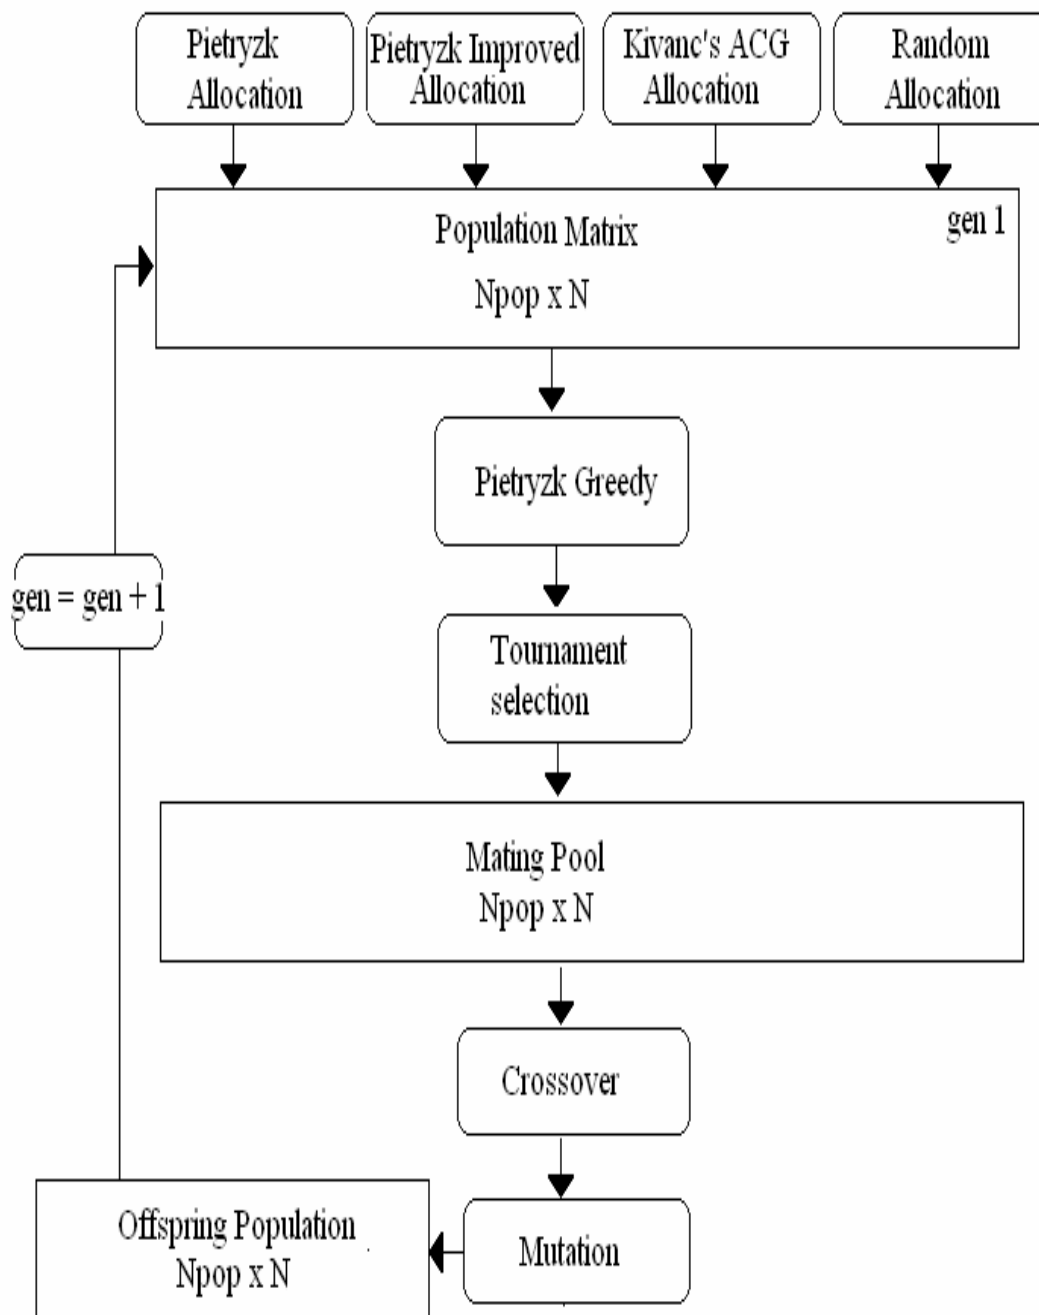 Pietryzk
Allocation
Pietryzk Improved
Allocation
Kivanc's ACG
Allocation
Random
Allocation
Population Matrix
gen 1
Npop x N
Pietryzk Greedy
gen = gen + 1
Tournament
selection
Mating Pool
Npop x N
Crossover
Offspring Population
Npop x N
Mutation